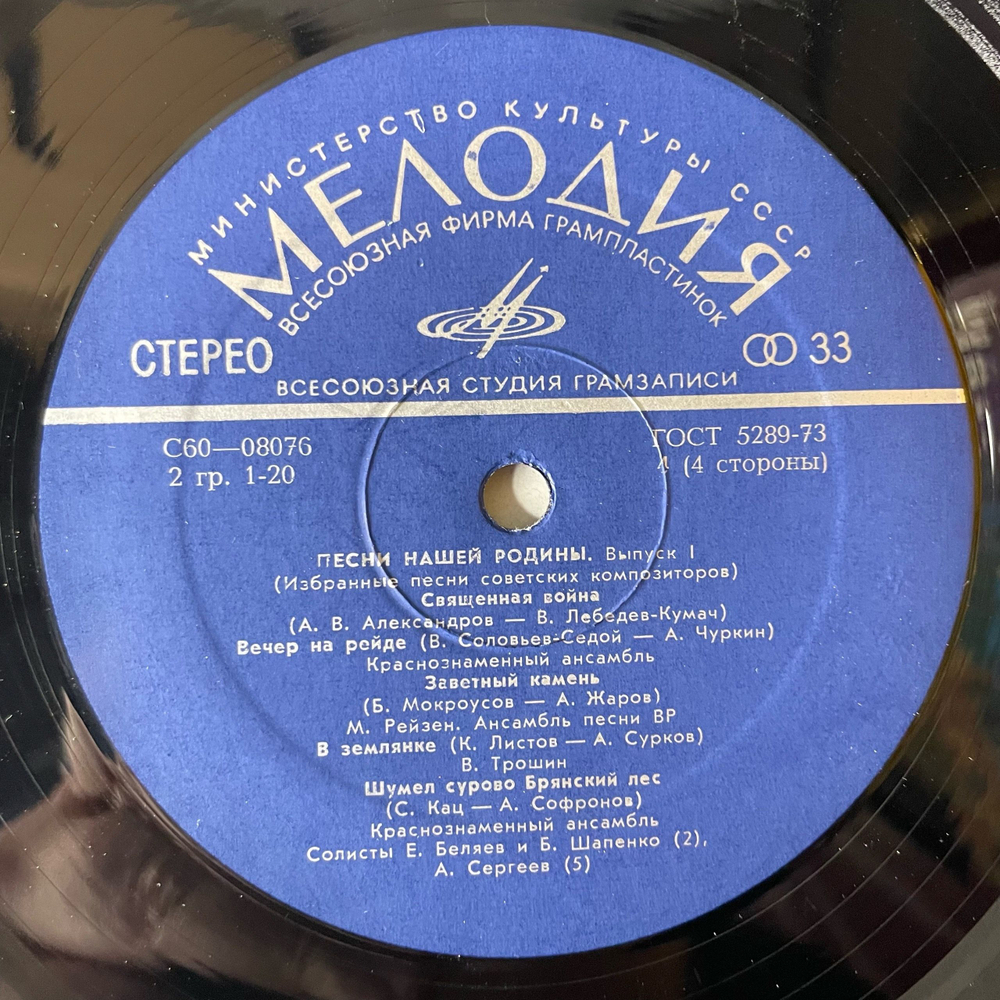 МИНИСТЕРСТВО КУЛЬТУРЫ СССР
МЕЛОДИЯ
ВСЕСОЮЗНАЯ ФИРМА ГРАМПЛАСТИНОК
СТЕРЕО
33
ВСЕСОЮЗНАЯ СТУДИЯ ГРАМЗАПИСИ
С60—08076
ГОСТ 5289-73
2 гр. 1-20
4 (4 стороны)
ПЕСНИ НАШЕЙ РОДИНЫ. Выпуск I
(Избранные песни советских композиторов)
Священная война
(А. В. Александров — В. Лебедев-Кумач)
Вечер на рейде (В. Соловьев-Седой — А. Чуркин)
Краснознаменный ансамбль
Заветный камень
(Б. Мокроусов — А. Жаров)
М. Рейзен. Ансамбль песни ВР
В землянке (К. Листов — А. Сурков)
В. Трошин
Шумел сурово Брянский лес
(С. Кац — А. Софронов)
Краснознаменный ансамбль
Солисты Е. Беляев и Б. Шапенко (2),
А. Сергеев (5)